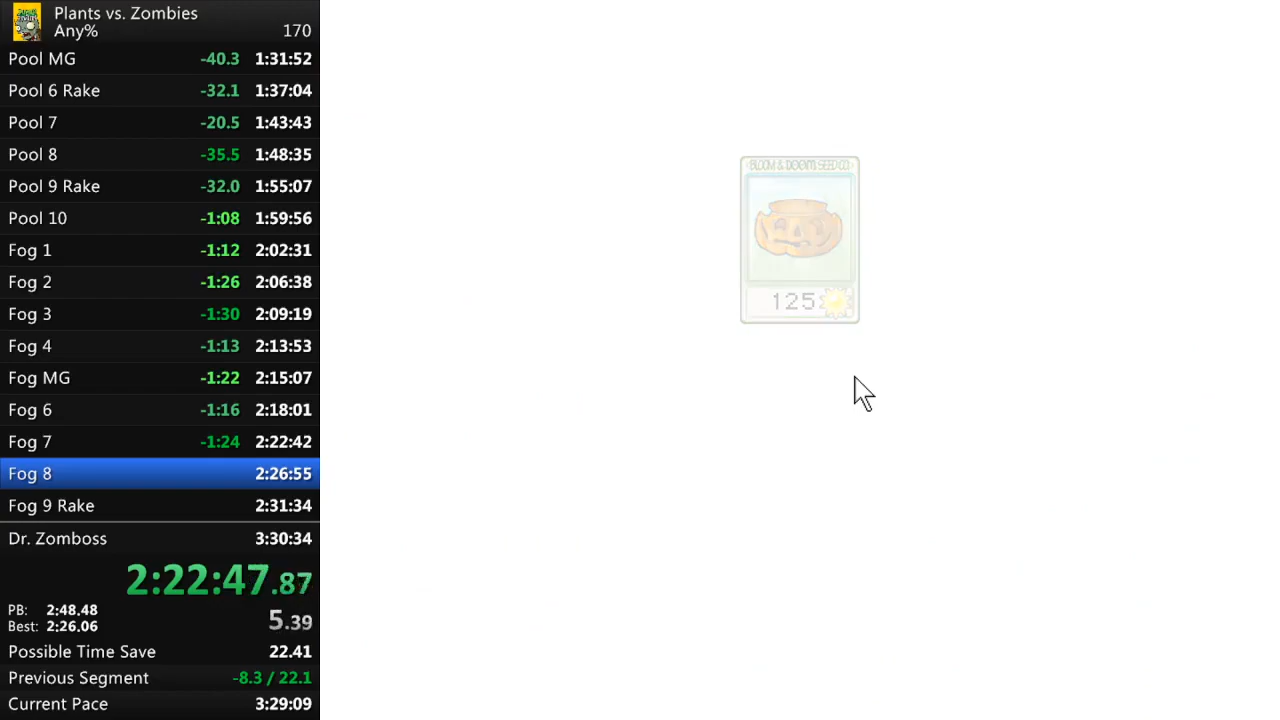 Plants vs. Zombies
Any% 170
Pool MG -40.3 1:31:52
Pool 6 Rake -32.1 1:37:04
Pool 7 -20.5 1:43:43
Pool 8 -35.5 1:48:35
Pool 9 Rake -32.0 1:55:07
Pool 10 -1:08 1:59:56
Fog 1 -1:12 2:02:31
Fog 2 -1:26 2:06:38
Fog 3 -1:30 2:09:19
Fog 4 -1:13 2:13:53
Fog MG -1:22 2:15:07
Fog 6 -1:16 2:18:01
Fog 7 -1:24 2:22:42
Fog 8 2:26:55
Fog 9 Rake 2:31:34
Dr. Zomboss 3:30:34
2:22:47.87
PB: 2:48.48
Best: 2:26.06
5.39
Possible Time Save 22.41
Previous Segment -8.3 / 22.1
Current Pace 3:29:09
BLOOM & DOOM SEED CO
125